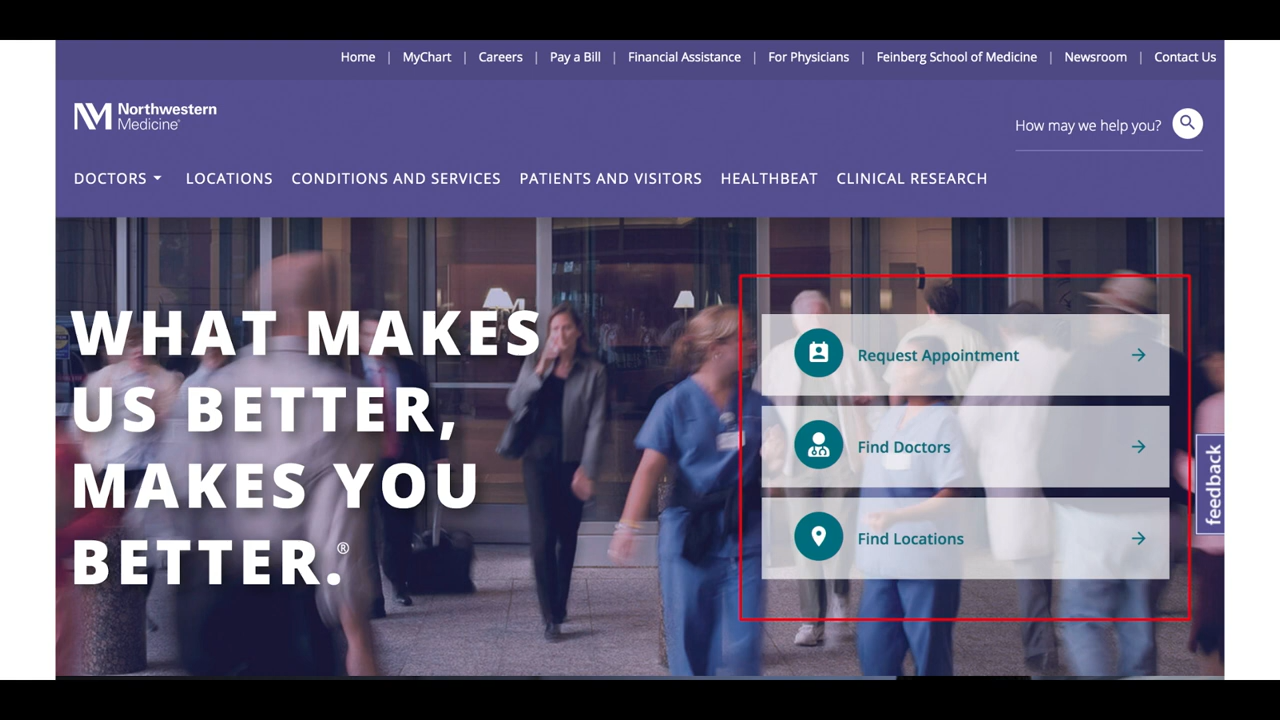 Home | MyChart | Careers | Pay a Bill | Financial Assistance | For Physicians | Feinberg School of Medicine | Newsroom | Contact Us
Northwestern
Medicine®
How may we help you?
DOCTORS LOCATIONS CONDITIONS AND SERVICES PATIENTS AND VISITORS HEALTHBEAT CLINICAL RESEARCH
WHAT MAKES
US BETTER,
MAKES YOU
BETTER.®
Request Appointment
Find Doctors
Find Locations
feedback